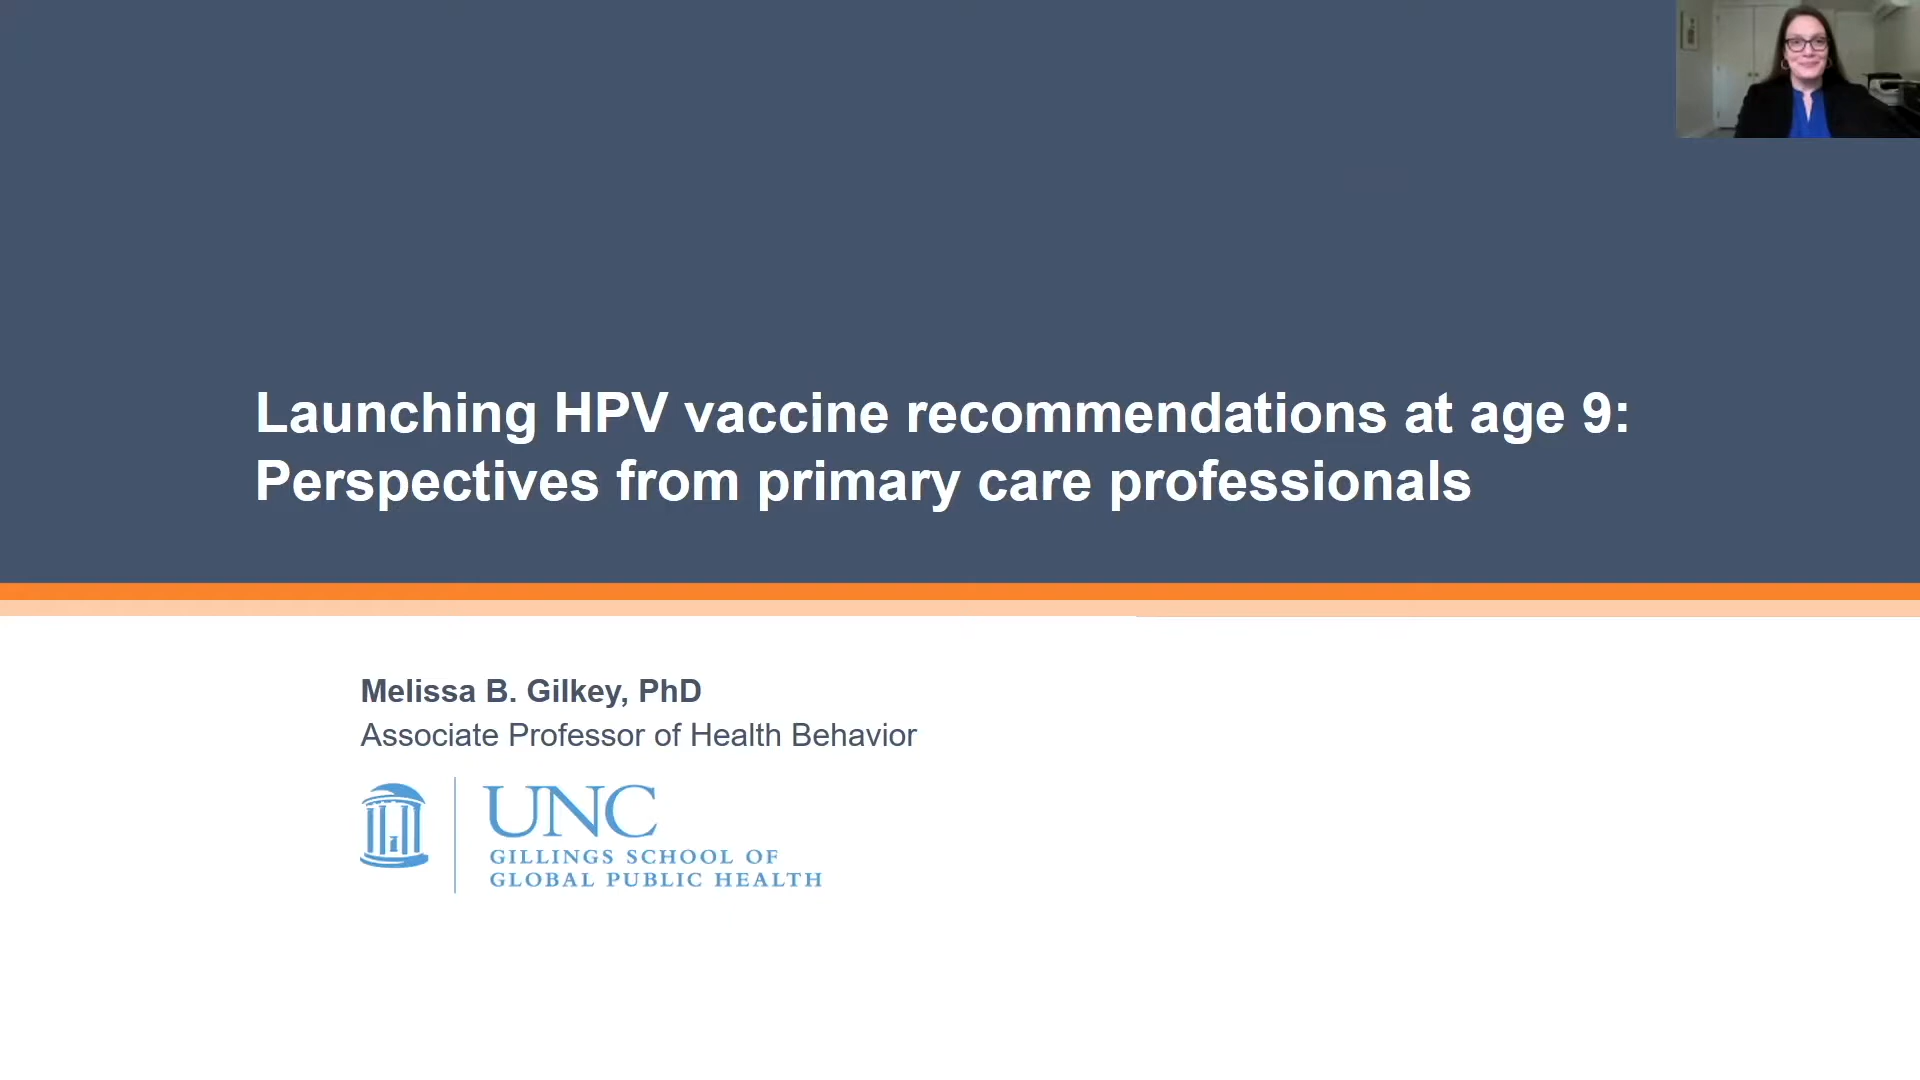 Launching HPV vaccine recommendations at age 9:
Perspectives from primary care professionals
Melissa B. Gilkey, PhD
Associate Professor of Health Behavior
UNC
GILLINGS SCHOOL OF
GLOBAL PUBLIC HEALTH